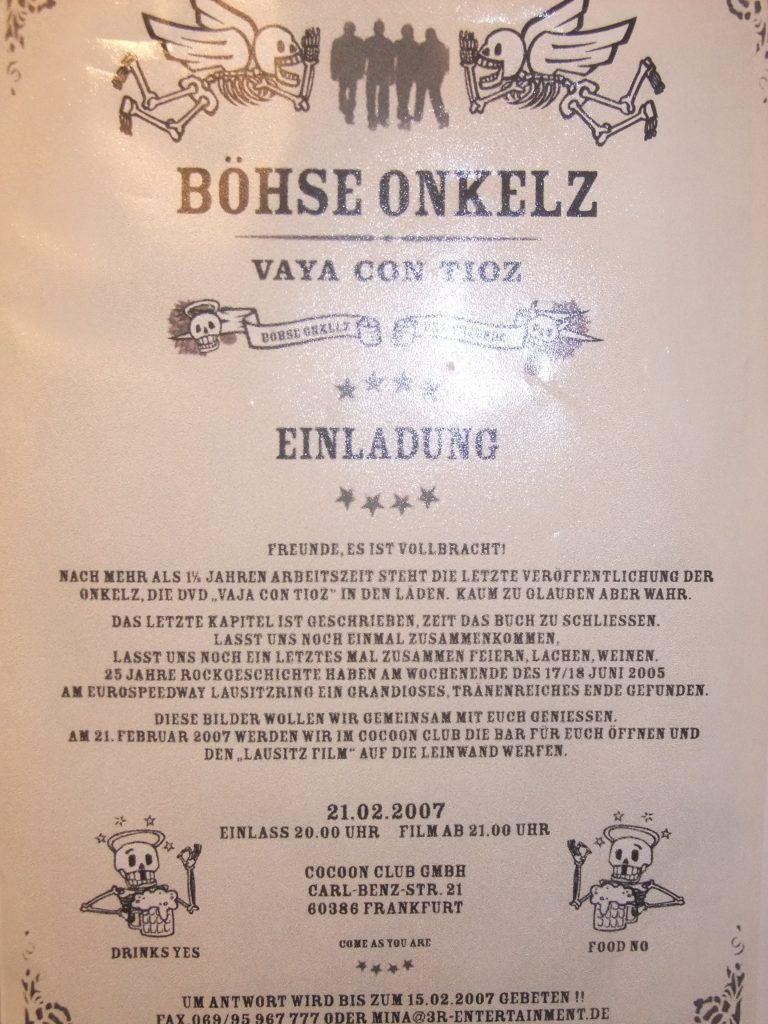 BÖHSE ONKELZ
VAYA CON TIOZ
BÖHSE ONKELZ
EINLADUNG
FREUNDE, ES IST VOLLBRACHT!
NACH MEHR ALS 1½ JAHREN ARBEITSZEIT STEHT DIE LETZTE VERÖFFENTLICHUNG DER
ONKELZ, DIE DVD „VAJA CON TIOZ" IN DEN LÄDEN. KAUM ZU GLAUBEN ABER WAHR.
DAS LETZTE KAPITEL IST GESCHRIEBEN, ZEIT DAS BUCH ZU SCHLIESSEN.
LASST UNS NOCH EINMAL ZUSAMMENKOMMEN,
LASST UNS NOCH EIN LETZTES MAL ZUSAMMEN FEIERN, LACHEN, WEINEN.
25 JAHRE ROCKGESCHICHTE HABEN AM WOCHENENDE DES 17/18 JUNI 2005
AM EUROSPEEDWAY LAUSITZRING EIN GRANDIOSES, TRÄNENREICHES ENDE GEFUNDEN.
DIESE BILDER WOLLEN WIR GEMEINSAM MIT EUCH GENIESSEN.
AM 21. FEBRUAR 2007 WERDEN WIR IM COCOON CLUB DIE BAR FÜR EUCH ÖFFNEN UND
DEN „LAUSITZ FILM" AUF DIE LEINWAND WERFEN.
21.02.2007
EINLASS 20.00 UHR FILM AB 21.00 UHR
COCOON CLUB GMBH
CARL-BENZ-STR. 21
60386 FRANKFURT
COME AS YOU ARE
DRINKS YES
FOOD NO
UM ANTWORT WIRD BIS ZUM 15.02.2007 GEBETEN !!
FAX 069/95 967 777 ODER MINA@3R-ENTERTAINMENT.DE